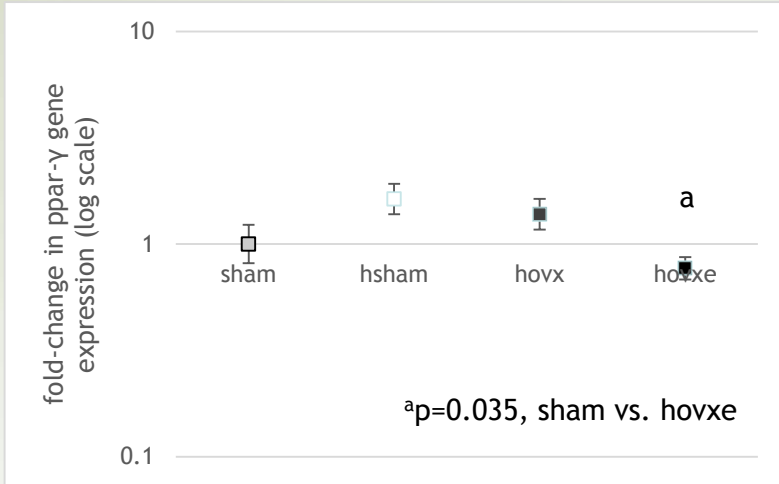 10
fold-change in ppar-γ gene
expression (log scale)
a
1
sham hsham hovx hovxe
ap=0.035, sham vs. hovxe
0.1